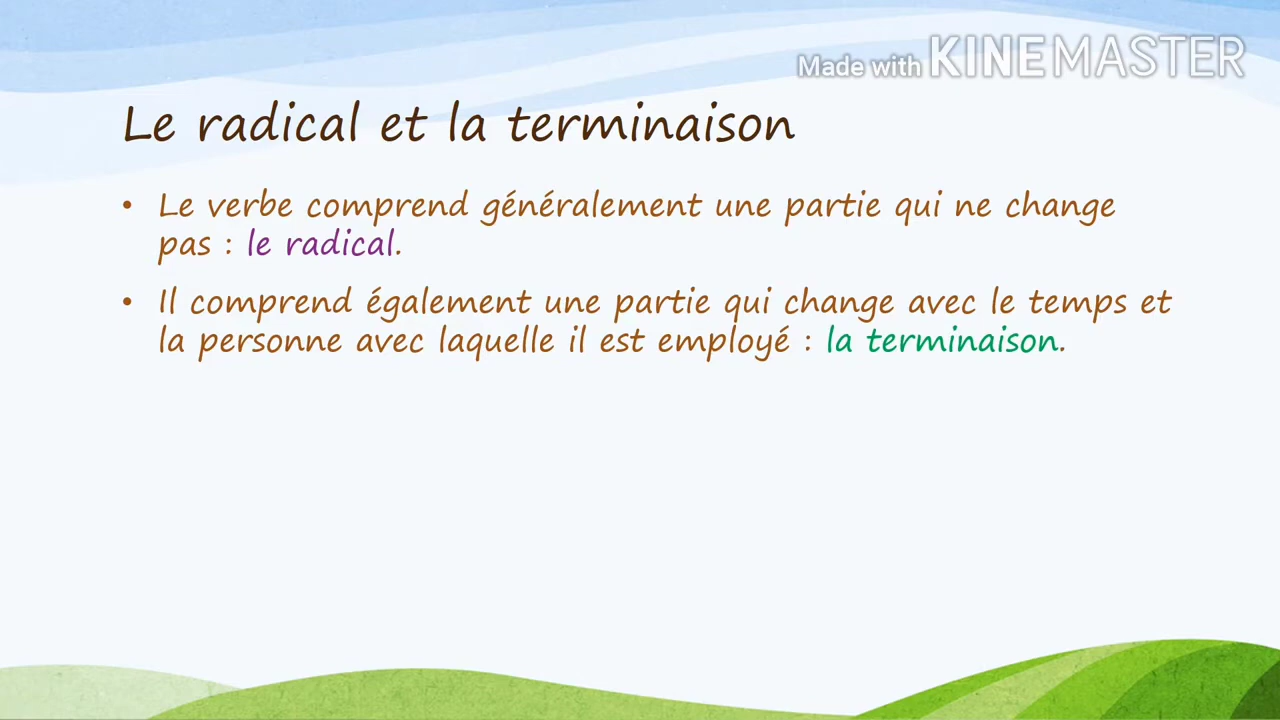 Made with KINEMASTER
Le radical et la terminaison
• Le verbe comprend généralement une partie qui ne change
pas : le radical.
• Il comprend également une partie qui change avec le temps et
la personne avec laquelle il est employé : la terminaison.